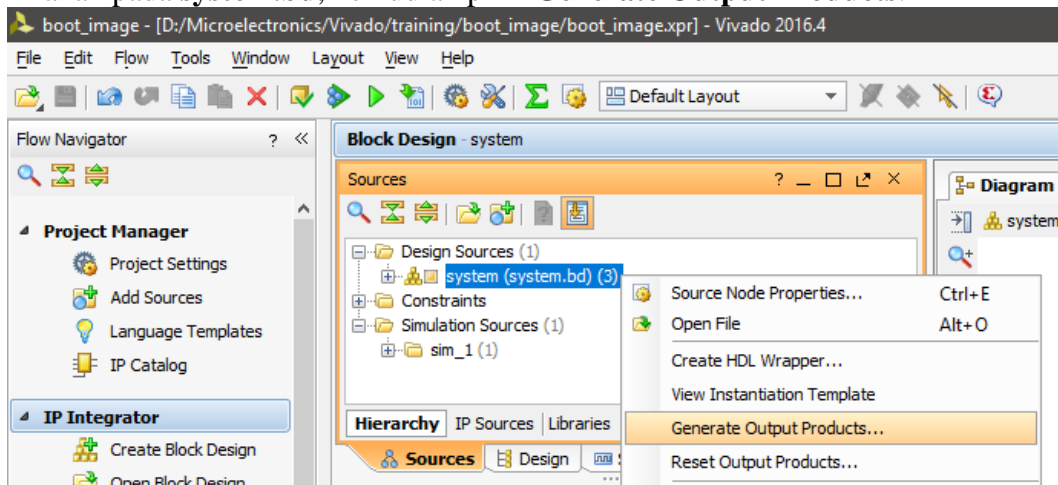 boot_image - [D:/Microelectronics/Vivado/training/boot_image/boot_image.xpr] - Vivado 2016.4
File Edit Flow Tools Window Layout View Help
Default Layout
Flow Navigator ? «
Project Manager
Project Settings
Add Sources
Language Templates
IP Catalog
IP Integrator
Create Block Design
Open Block Design
Block Design - system
Sources ?
Design Sources (1)
system (system.bd) (3)
Constraints
Simulation Sources (1)
sim_1 (1)
Hierarchy IP Sources Libraries
Sources Design
Diagram
system
Source Node Properties... Ctrl+E
Open File Alt+O
Create HDL Wrapper...
View Instantiation Template
Generate Output Products...
Reset Output Products...